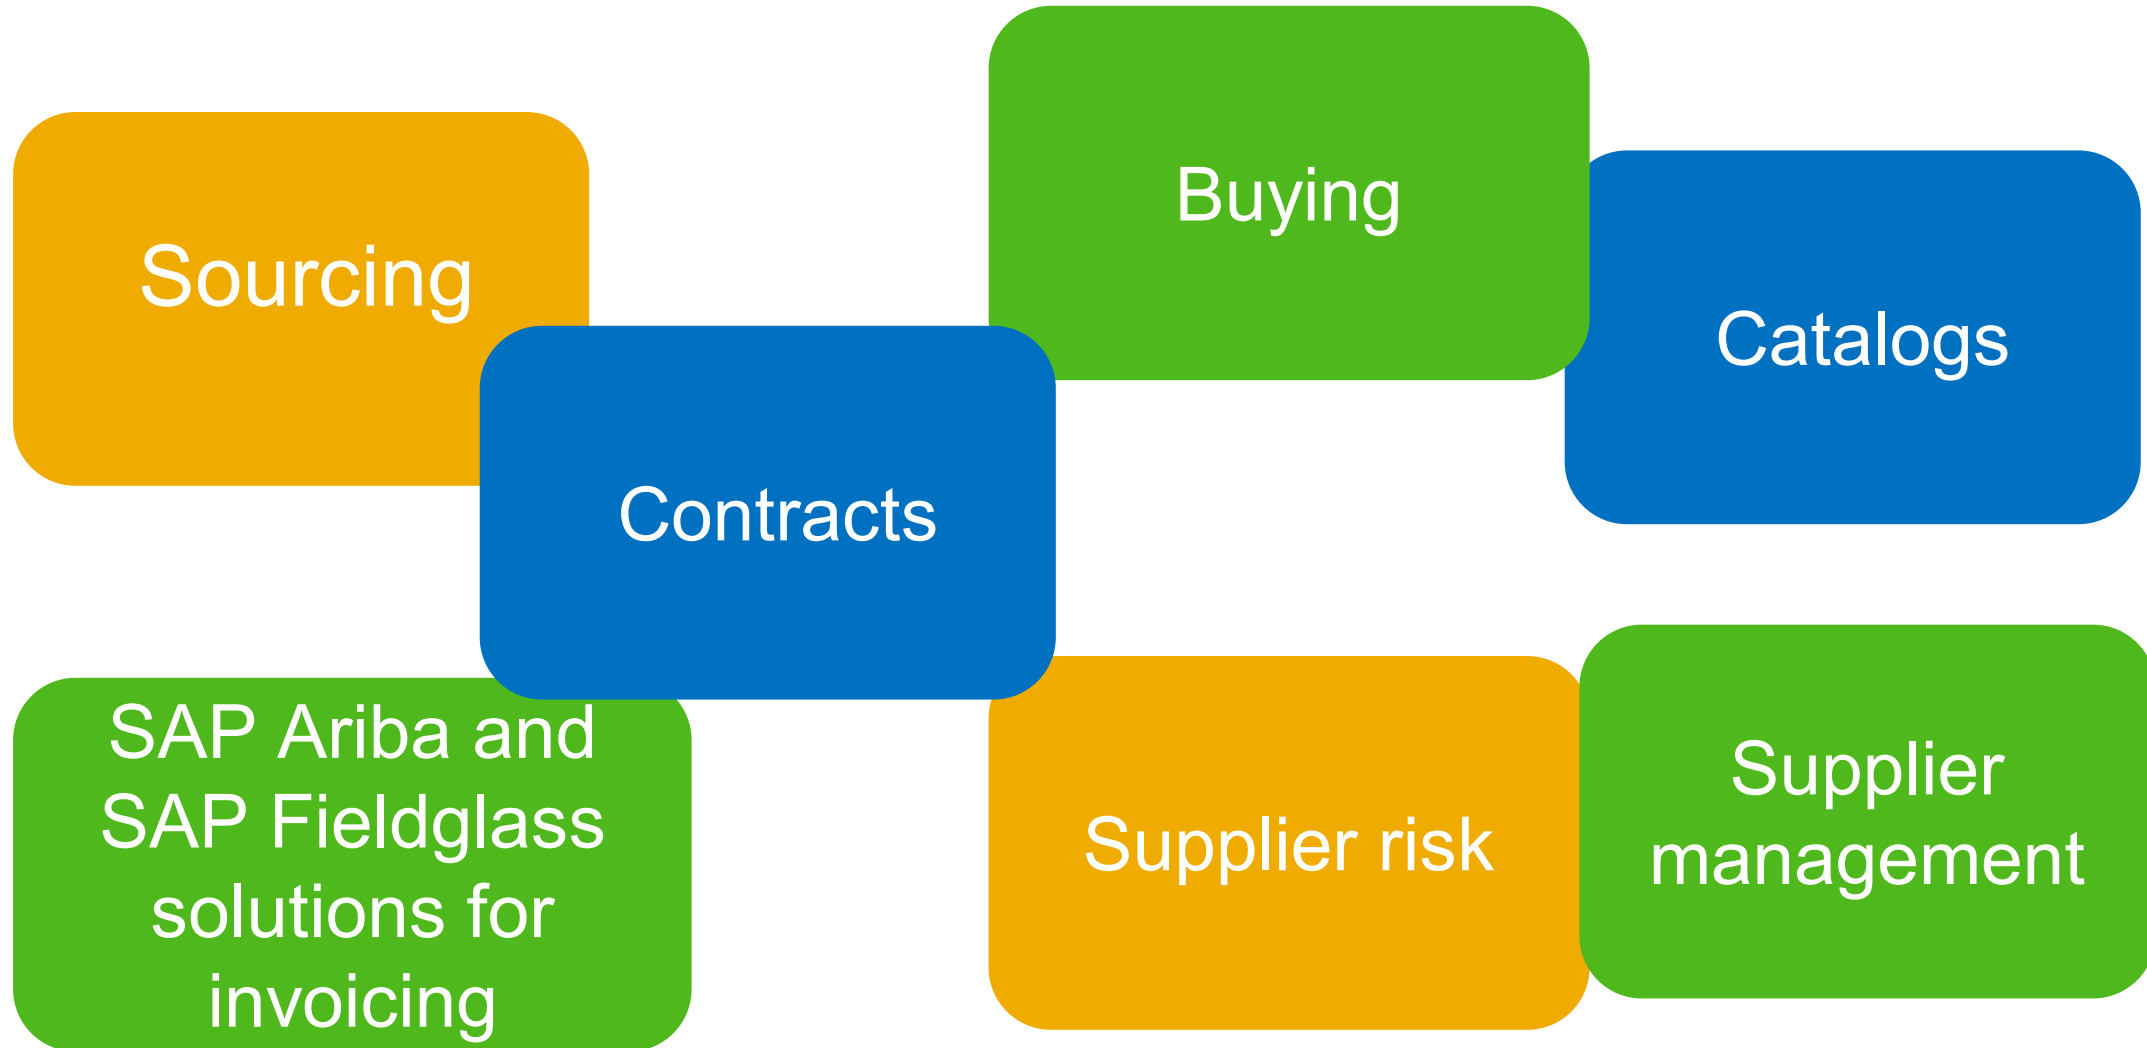 Sourcing
Buying
Catalogs
Contracts
SAP Ariba and
SAP Fieldglass
solutions for
invoicing
Supplier risk
Supplier
management